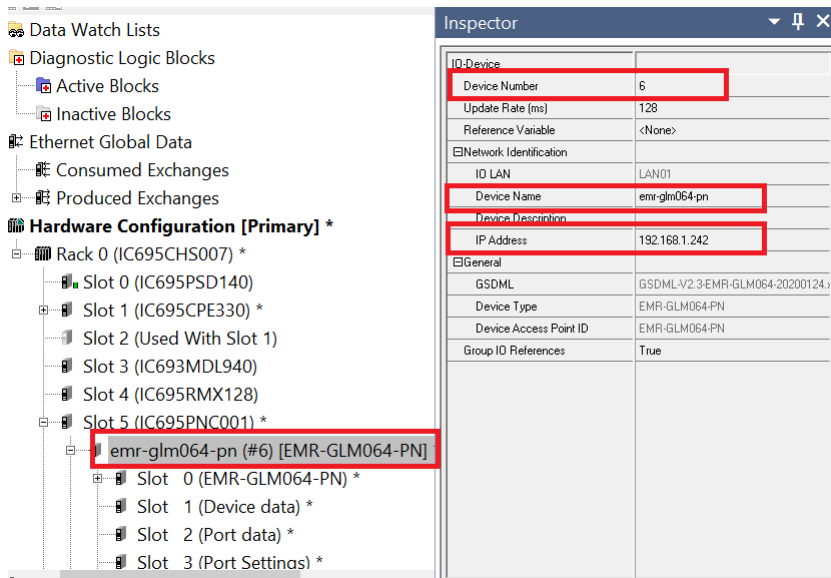 Data Watch Lists
Diagnostic Logic Blocks
Active Blocks
Inactive Blocks
Ethernet Global Data
Consumed Exchanges
Produced Exchanges
Hardware Configuration [Primary] *
Rack 0 (IC695CHS007) *
Slot 0 (IC695PSD140)
Slot 1 (IC695CPE330) *
Slot 2 (Used With Slot 1)
Slot 3 (IC693MDL940)
Slot 4 (IC695RMX128)
Slot 5 (IC695PNC001) *
emr-glm064-pn (#6) [EMR-GLM064-PN]
Slot 0 (EMR-GLM064-PN) *
Slot 1 (Device data) *
Slot 2 (Port data) *
Slot 3 (Port Settings) *
Inspector
IO-Device
Device Number 6
Update Rate (ms) 128
Reference Variable <None>
Network Identification
IO LAN LAN01
Device Name emr-glm064-pn
Device Description
IP Address 192.168.1.242
General
GSDML GSDML-V2.3-EMR-GLM064-20200124.x
Device Type EMR-GLM064-PN
Device Access Point ID EMR-GLM064-PN
Group IO References True